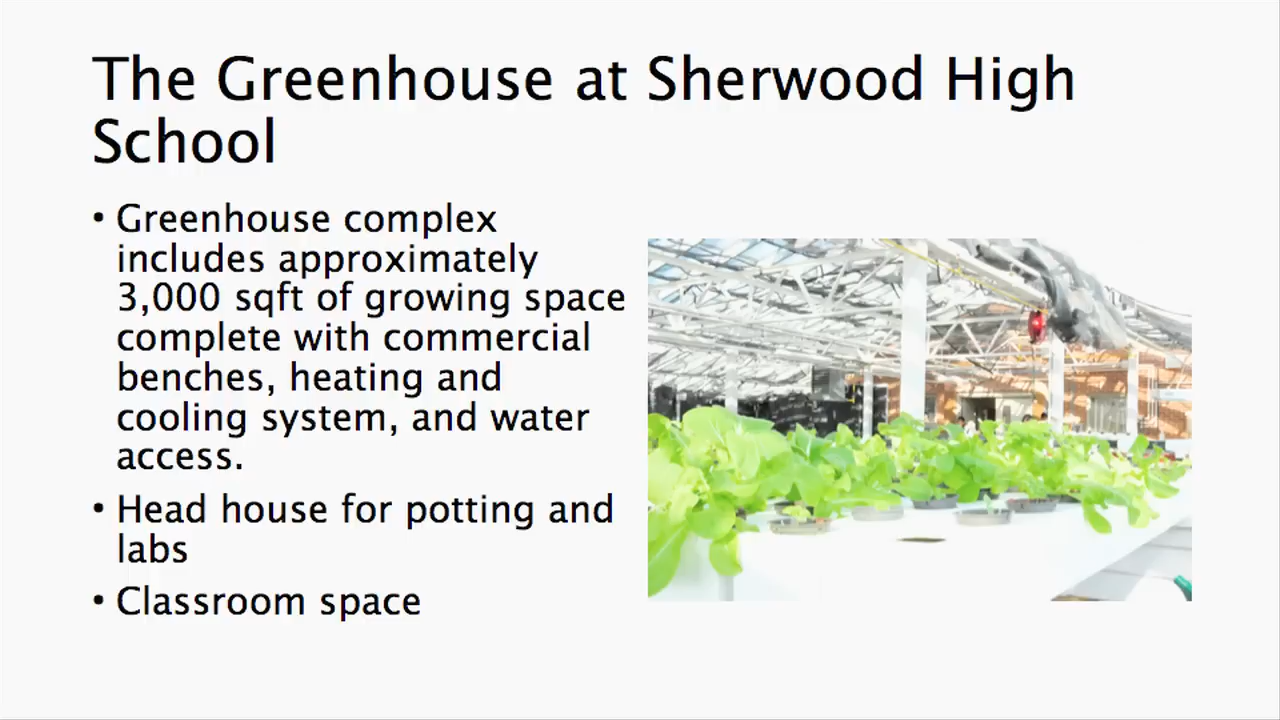 The Greenhouse at Sherwood High
School
• Greenhouse complex
includes approximately
3,000 sqft of growing space
complete with commercial
benches, heating and
cooling system, and water
access.
• Head house for potting and
labs
• Classroom space